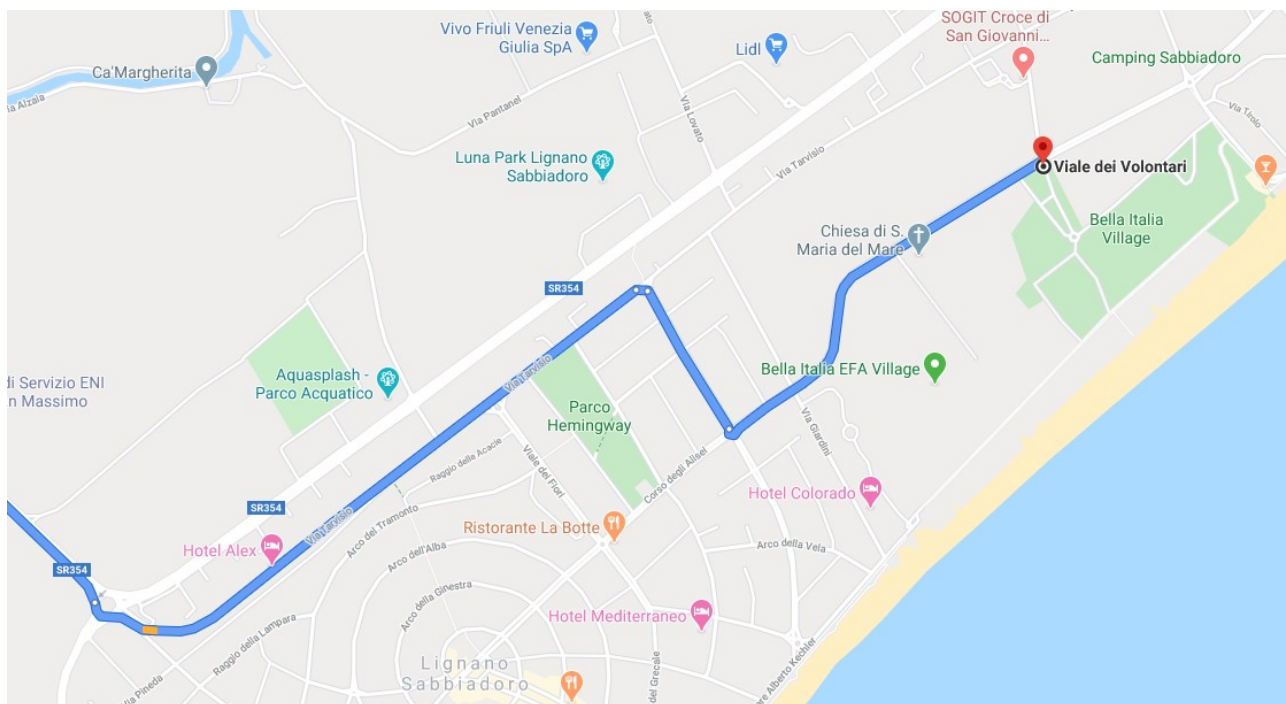 SOGIT Croce di
San Giovanni...
Vivo Friuli Venezia
Giulia SpA
Lidl
Camping Sabbiadoro
Ca'Margherita
ia Alzaia
Via Pantanel
Via Lovato
Via Tirolo
Luna Park Lignano
Sabbiadoro
Via Tarvisio
Viale dei Volontari
Bella Italia
Village
Chiesa di S.
Maria del Mare
SR354
di Servizio ENI
n Massimo
Aquasplash -
Parco Acquatico
Via Tarvisio
Bella Italia EFA Village
Parco
Hemingway
Via Giardini
Raggio delle Acacie
Viale dei Fiori
Corso degli Alisei
Hotel Colorado
SR354
Ristorante La Botte
Via Tarvisio
Arco del Tramonto
Hotel Alex
Arco dell'Alba
Arco della Vela
SR354
Arco della Ginestra
Hotel Mediterraneo
Raggio della Lampara
Lignano
Sabbiadoro
Via Pineda
del Grecale
ere Alberto Kechler